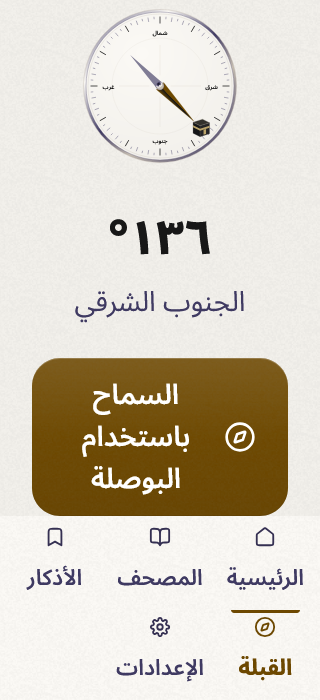 شمال
غرب
شرق
جنوب
١٣٦°
الجنوب الشرقي
السماح
باستخدام
البوصلة
الرئيسية
المصحف
الأذكار
القبلة
الإعدادات